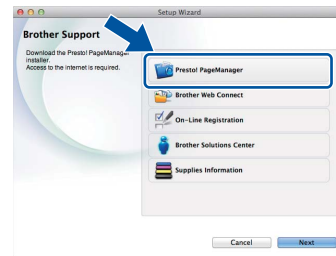 Setup Wizard
Brother Support
Download the Presto! PageManager
installer.
Access to the internet is required.
Presto! PageManager
Brother Web Connect
On-Line Registration
Brother Solutions Center
Supplies Information
Cancel
Next